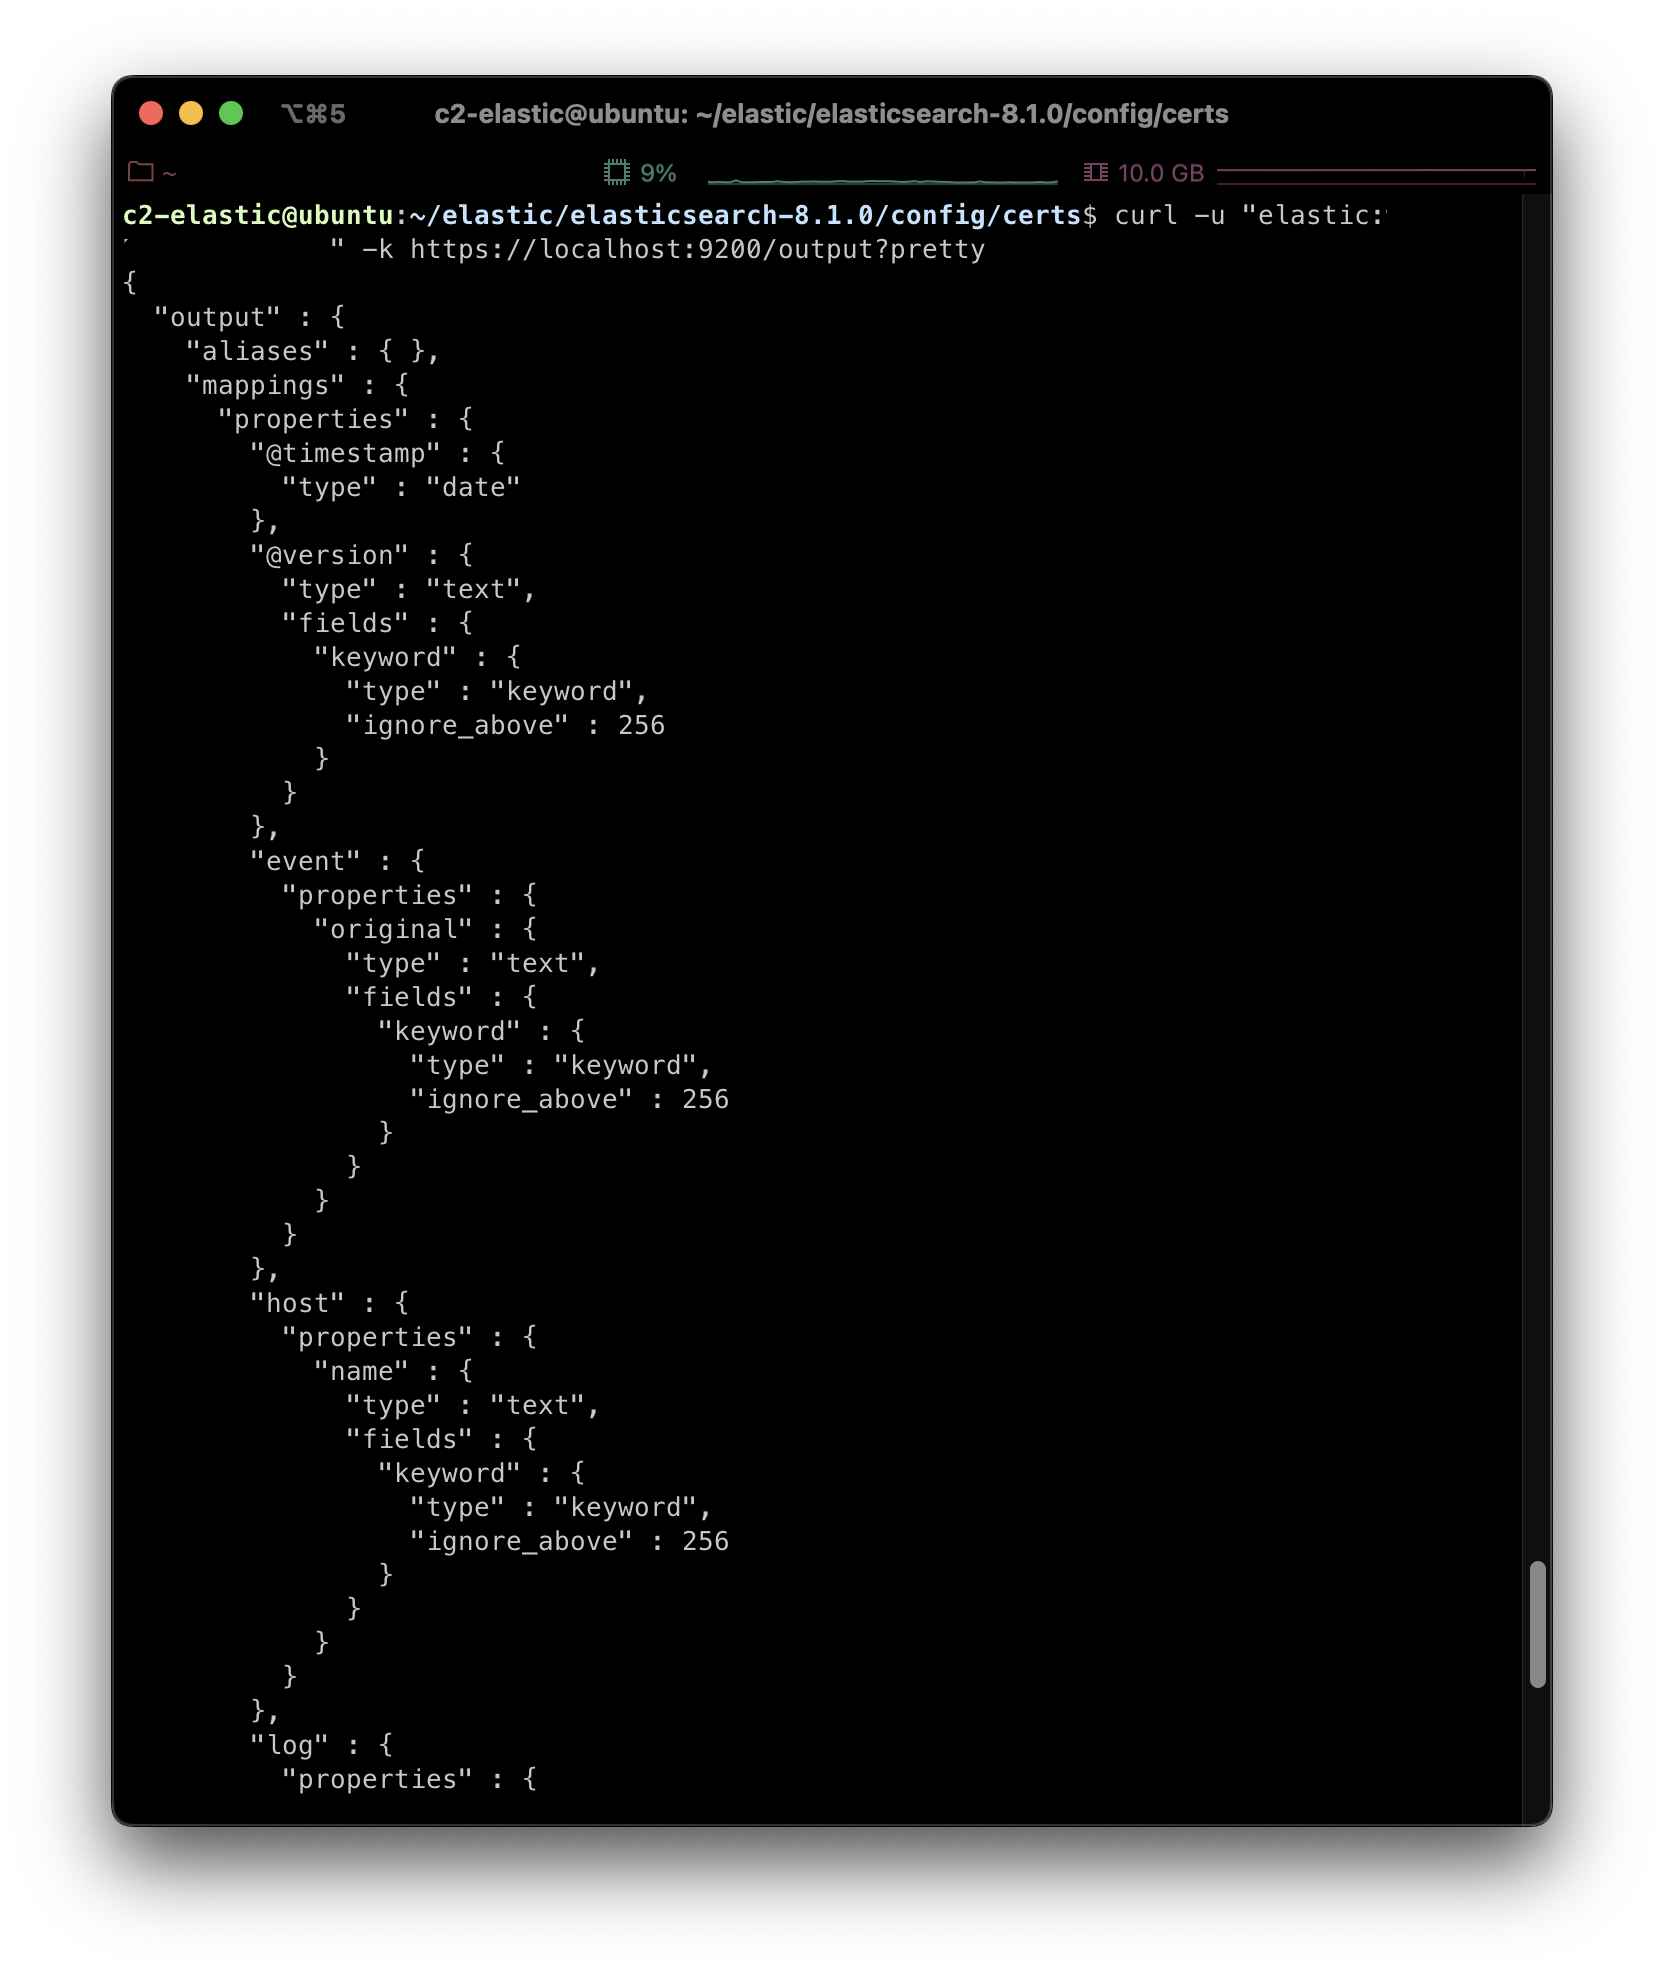 ⌥⌘5 c2-elastic@ubuntu: ~/elastic/elasticsearch-8.1.0/config/certs
~ 9% 10.0 GB
c2-elastic@ubuntu:~/elastic/elasticsearch-8.1.0/config/certs$ curl -u "elastic:
" -k https://localhost:9200/output?pretty
{
  "output" : {
    "aliases" : { },
    "mappings" : {
      "properties" : {
        "@timestamp" : {
          "type" : "date"
        },
        "@version" : {
          "type" : "text",
          "fields" : {
            "keyword" : {
              "type" : "keyword",
              "ignore_above" : 256
            }
          }
        },
        "event" : {
          "properties" : {
            "original" : {
              "type" : "text",
              "fields" : {
                "keyword" : {
                  "type" : "keyword",
                  "ignore_above" : 256
                }
              }
            }
          }
        },
        "host" : {
          "properties" : {
            "name" : {
              "type" : "text",
              "fields" : {
                "keyword" : {
                  "type" : "keyword",
                  "ignore_above" : 256
                }
              }
            }
          }
        },
        "log" : {
          "properties" : {